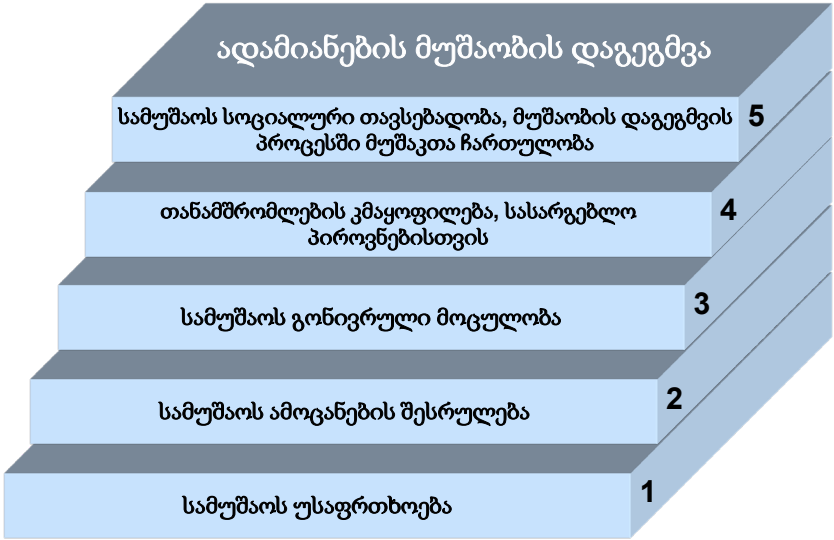 ადამიანების მუშაობის დაგეგმვა
სამუშაოს სოციალური თავსებადობა, მუშაობის დაგეგმვის
პროცესში მუშაკთა ჩართულობა
5
თანამშრომლების კმაყოფილება, სასარგებლო
პიროვნებისთვის
4
სამუშაოს გონივრული მოცულობა
3
სამუშაოს ამოცანების შესრულება
2
სამუშაოს უსაფრთხოება
1